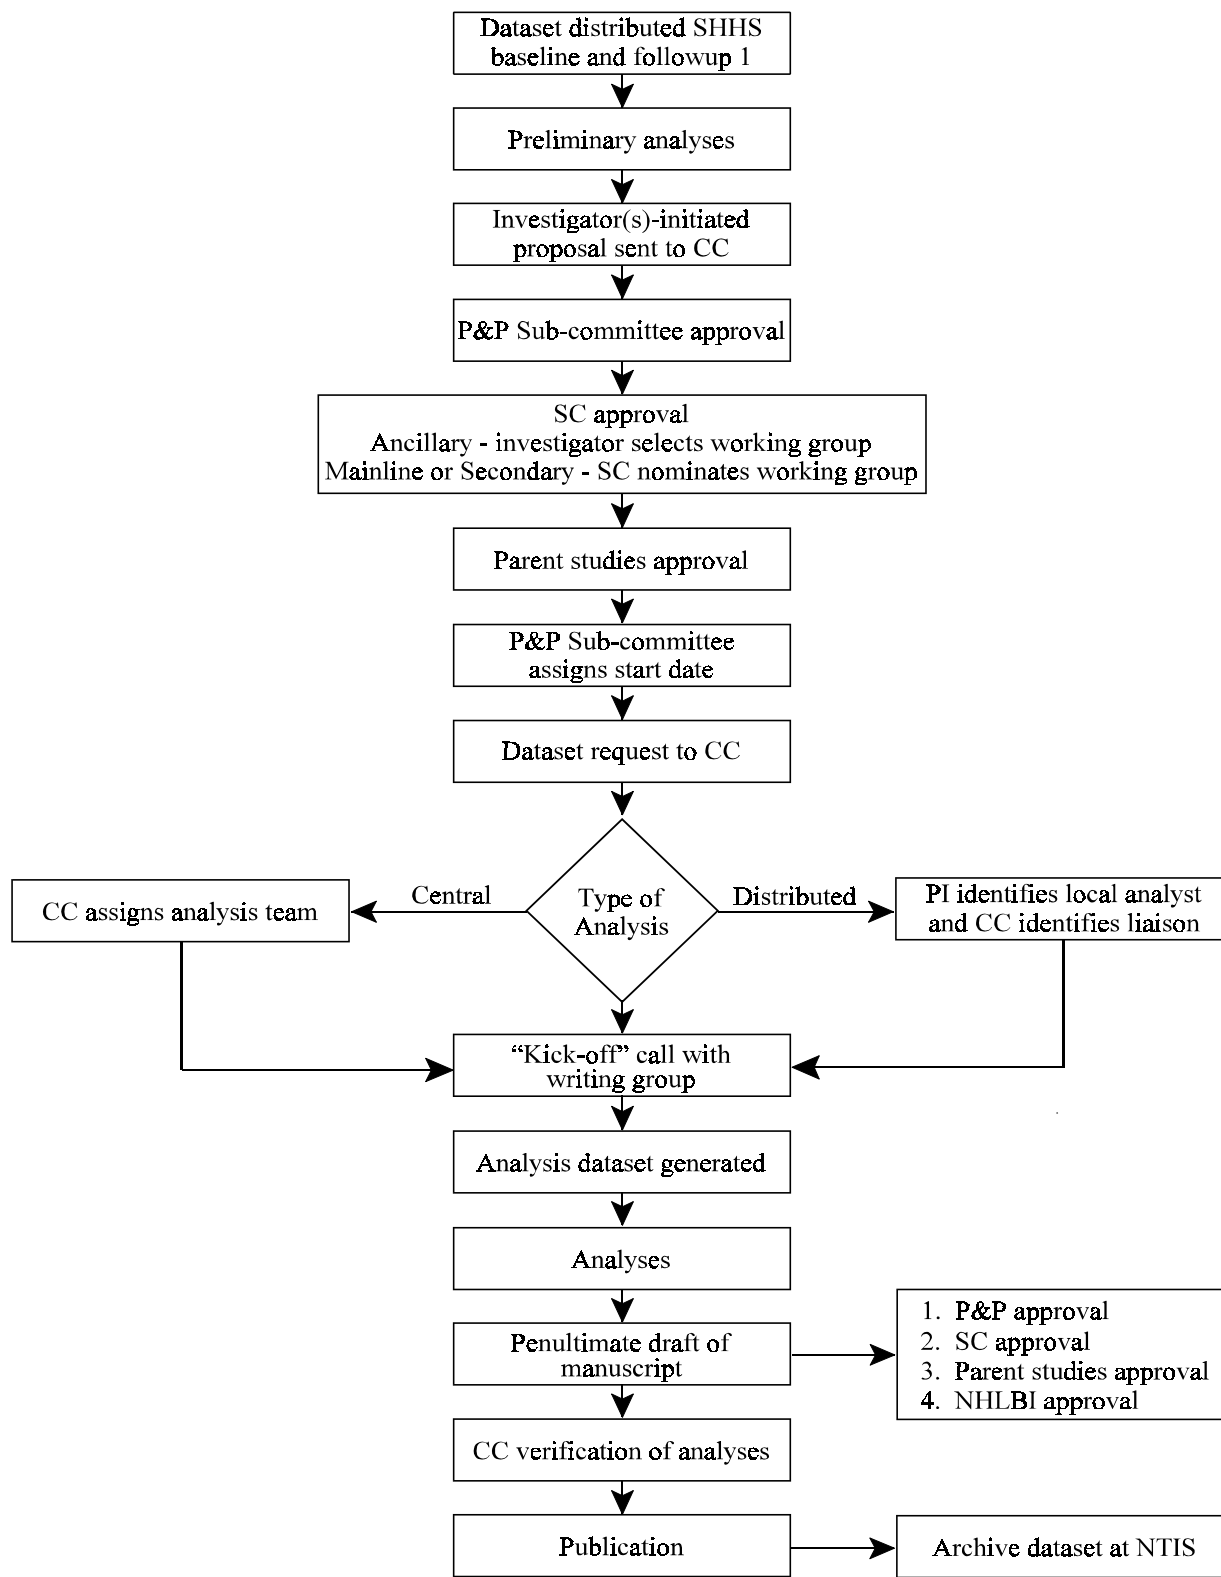 Dataset distributed SHHS
baseline and followup 1
Preliminary analyses
Investigator(s)-initiated
proposal sent to CC
P&P Sub-committee approval
SC approval
Ancillary - investigator selects working group
Mainline or Secondary - SC nominates working group
Parent studies approval
P&P Sub-committee
assigns start date
Dataset request to CC
Type of
Analysis
Central
CC assigns analysis team
Distributed
PI identifies local analyst
and CC identifies liaison
“Kick-off” call with
writing group
Analysis dataset generated
Analyses
Penultimate draft of
manuscript
1. P&P approval
2. SC approval
3. Parent studies approval
4. NHLBI approval
CC verification of analyses
Publication
Archive dataset at NTIS